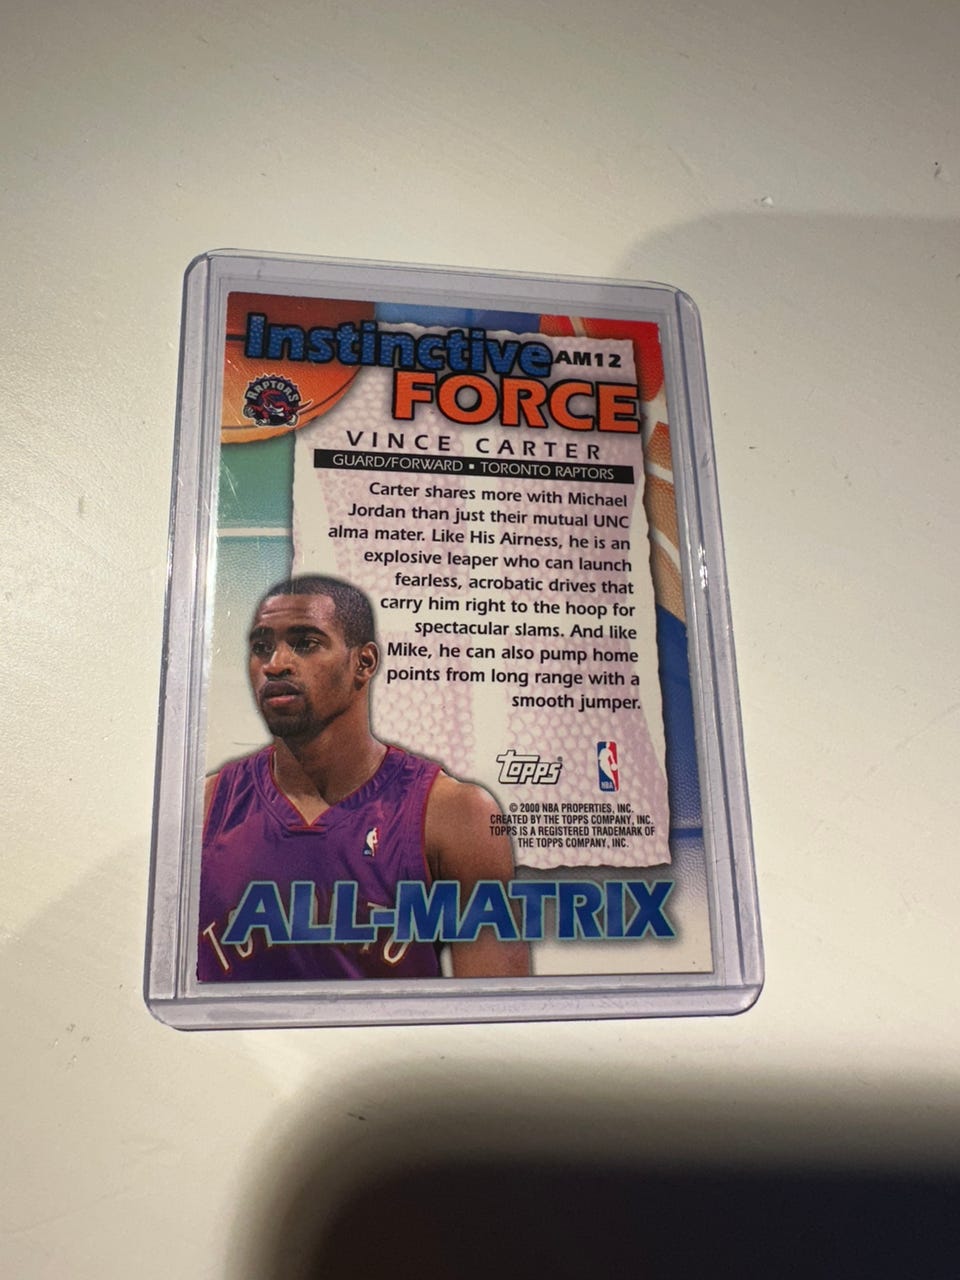 Instinctive
AM12
FORCE
RAPTORS
VINCE CARTER
GUARD/FORWARD ▪ TORONTO RAPTORS
Carter shares more with Michael
Jordan than just their mutual UNC
alma mater. Like His Airness, he is an
explosive leaper who can launch
fearless, acrobatic drives that
carry him right to the hoop for
spectacular slams. And like
Mike, he can also pump home
points from long range with a
smooth jumper.
Topps®
NBA
© 2000 NBA PROPERTIES, INC.
CREATED BY THE TOPPS COMPANY, INC.
TOPPS IS A REGISTERED TRADEMARK OF
THE TOPPS COMPANY, INC.
ALL-MATRIX